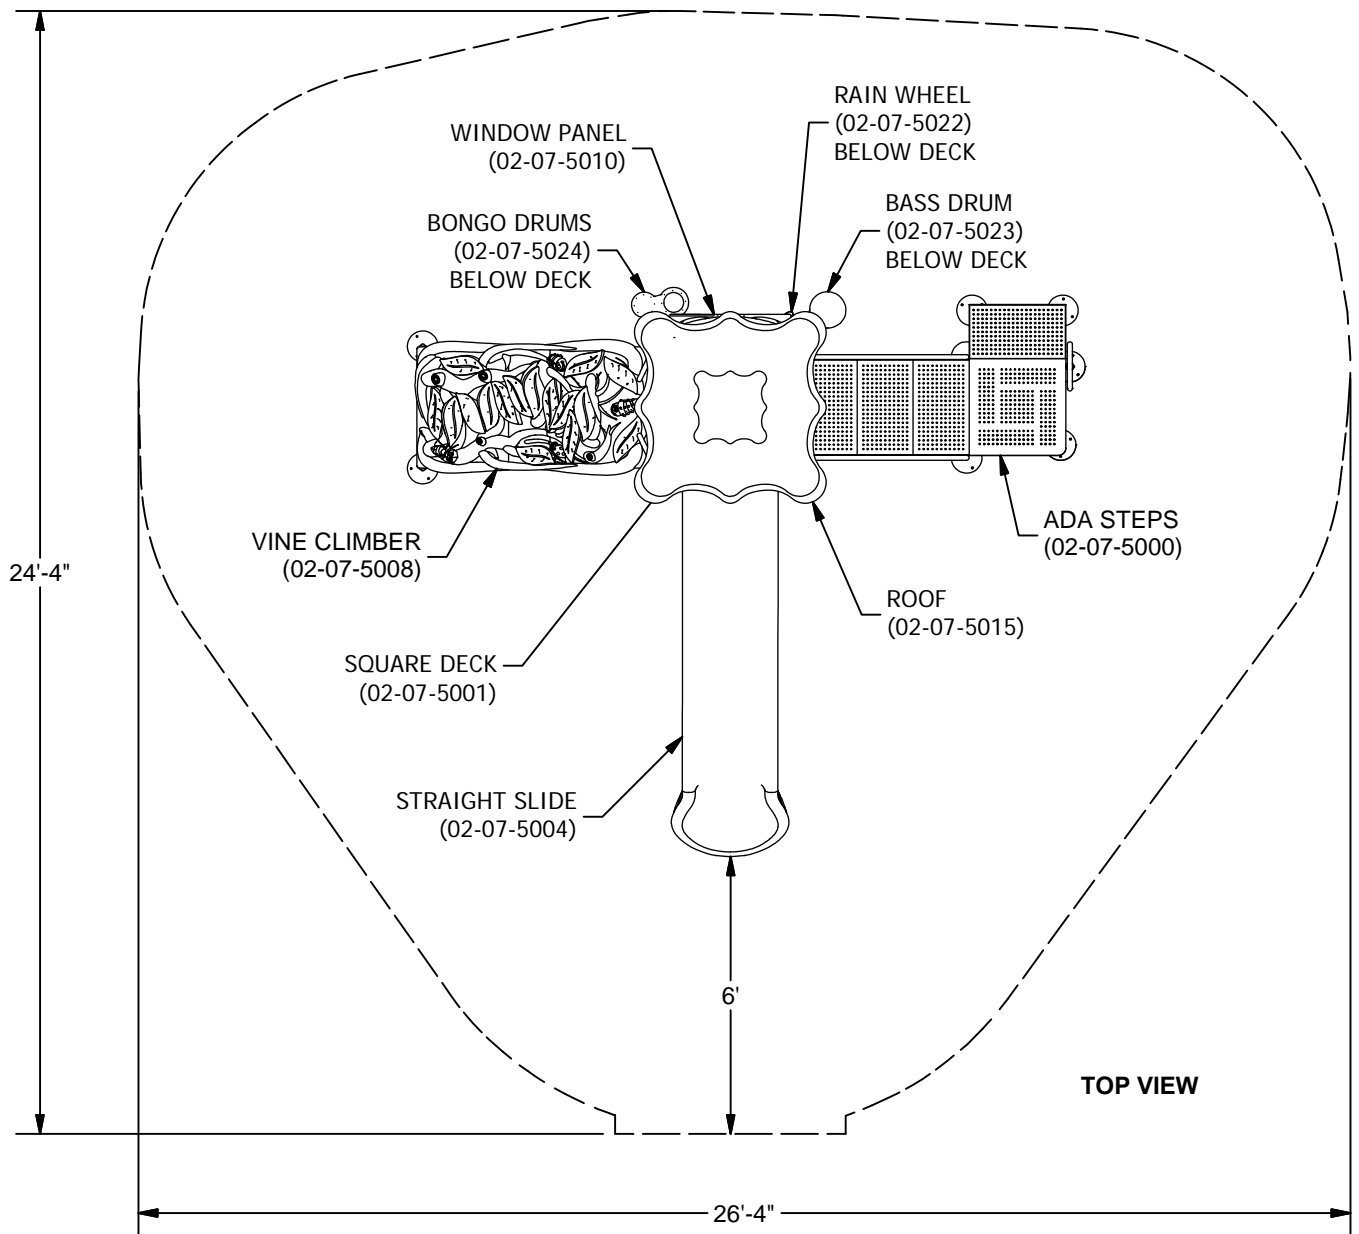 RAIN WHEEL
(02-07-5022)
BELOW DECK
WINDOW PANEL
(02-07-5010)
BASS DRUM
(02-07-5023)
BELOW DECK
BONGO DRUMS
(02-07-5024)
BELOW DECK
ADA STEPS
(02-07-5000)
VINE CLIMBER
(02-07-5008)
24'-4"
ROOF
(02-07-5015)
SQUARE DECK
(02-07-5001)
STRAIGHT SLIDE
(02-07-5004)
6'
TOP VIEW
26'-4"